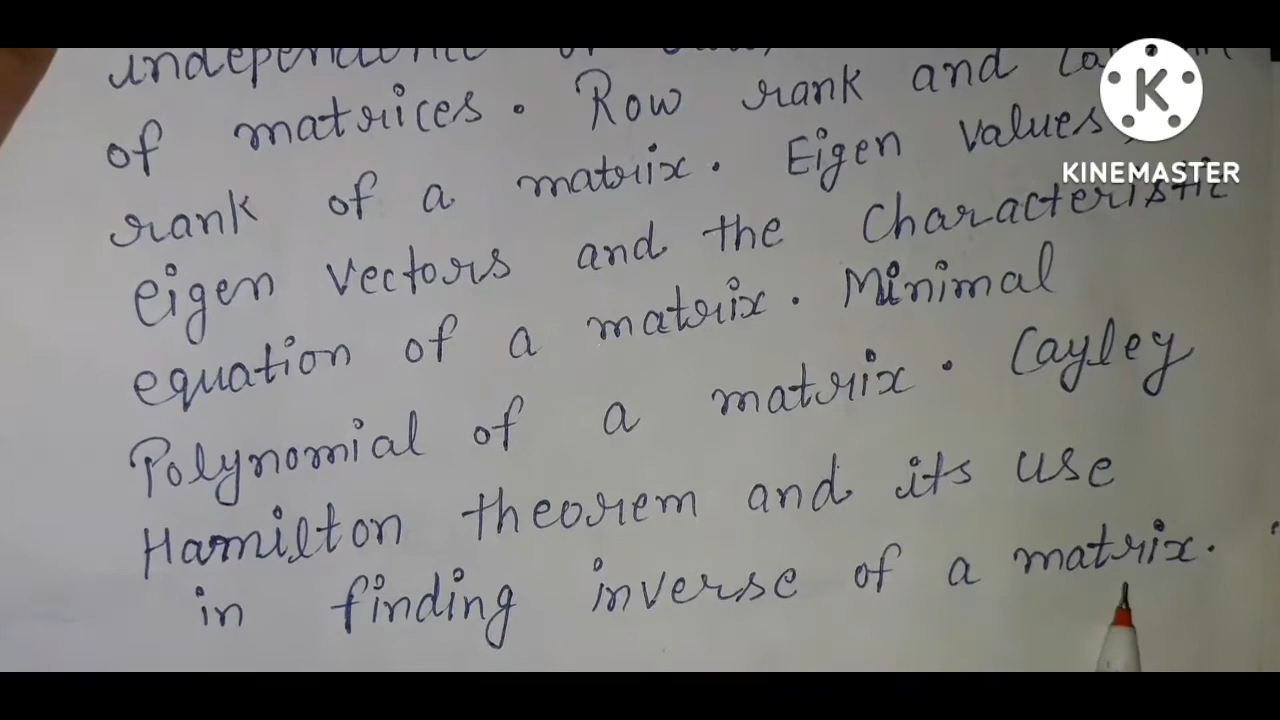 of matrices. Row rank and
rank of a matrix. Eigen values,
eigen vectors and the Characteristic
equation of a matrix. Minimal
Polynomial of a matrix. Cayley
Hamilton theorem and its use
in finding inverse of a matrix.
K
KINEMASTER